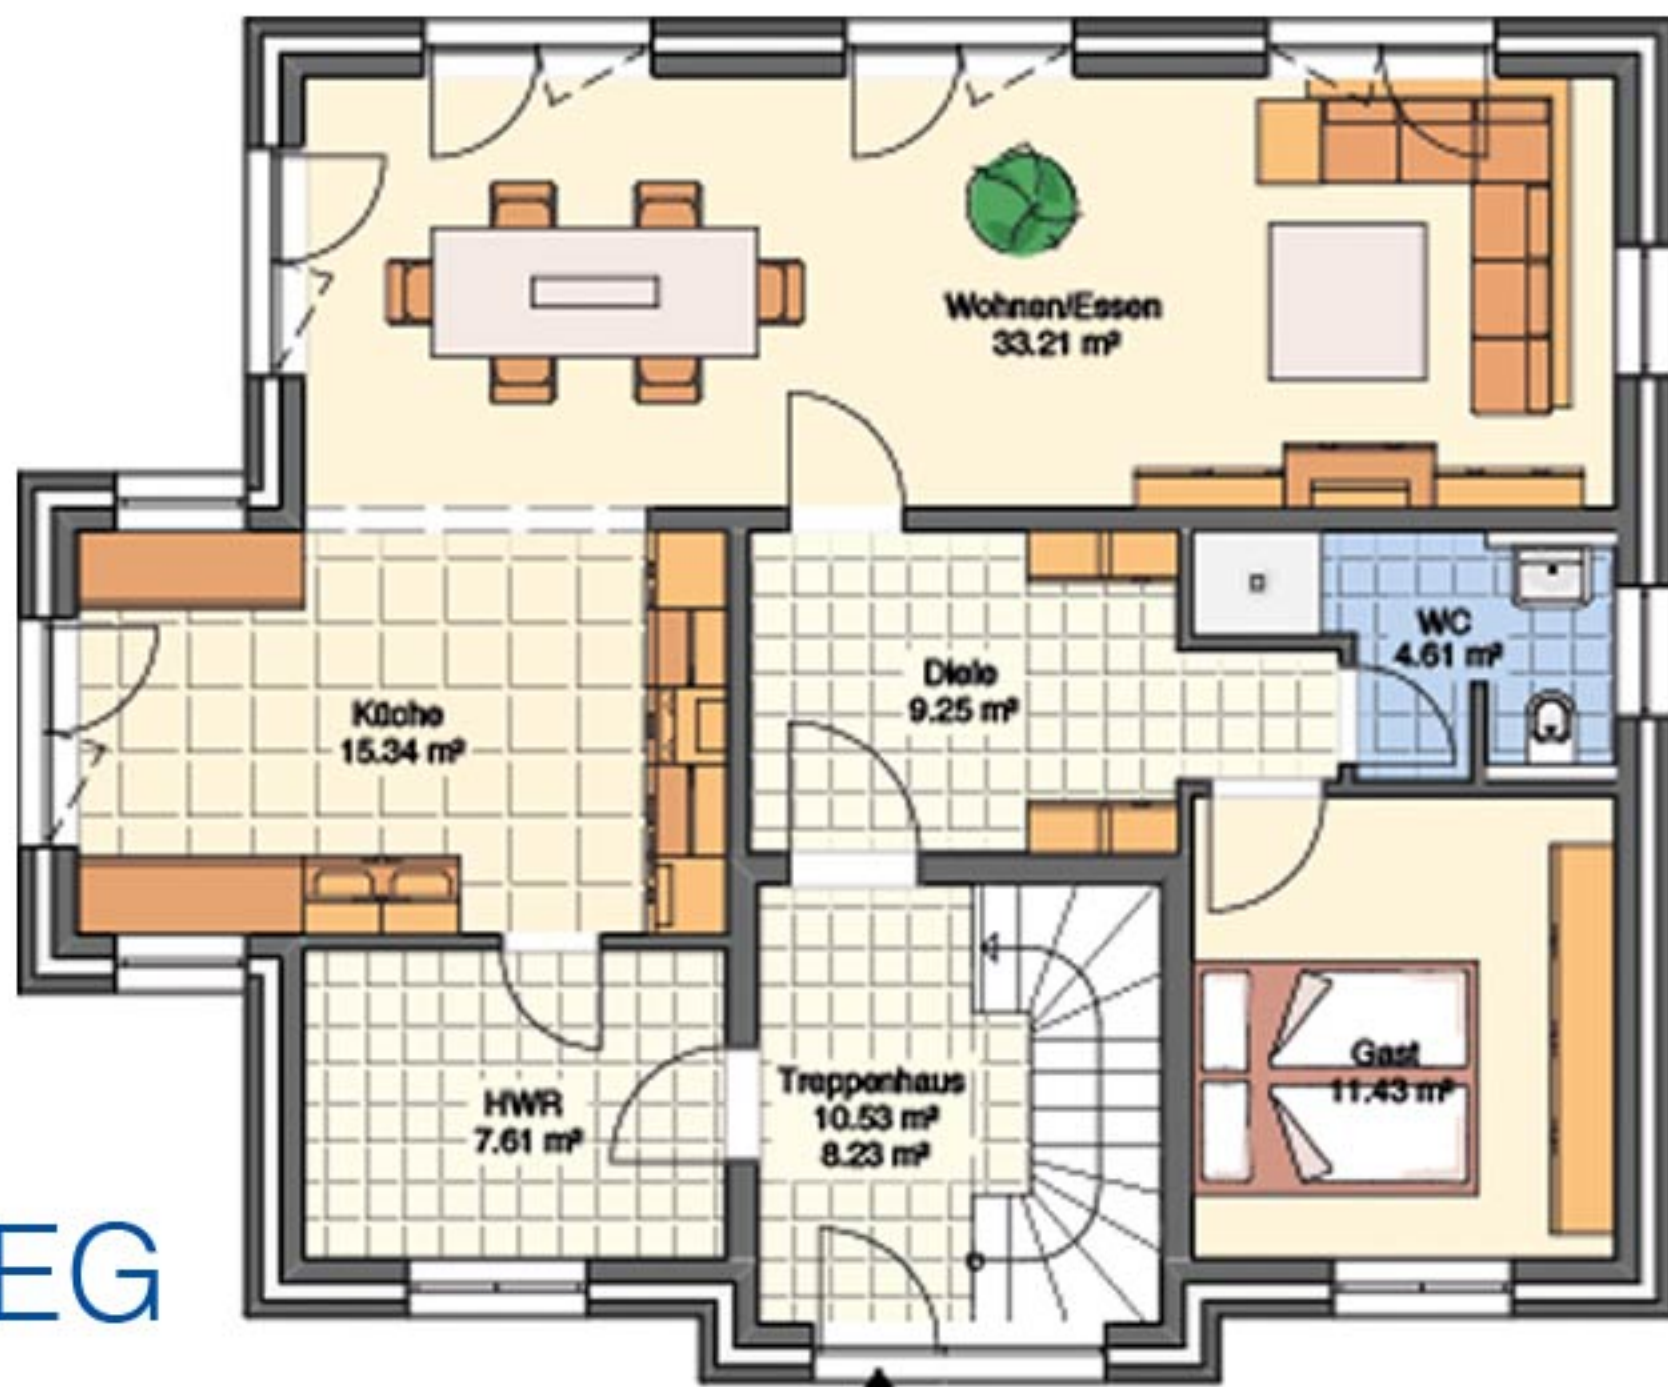 Wohnen/Essen
33.21 m²
WC
4.61 m²
Diele
9.25 m²
Küche
15.34 m²
Gast
11.43 m²
Treppenhaus
10.53 m²
8.23 m²
HWR
7.61 m²
EG